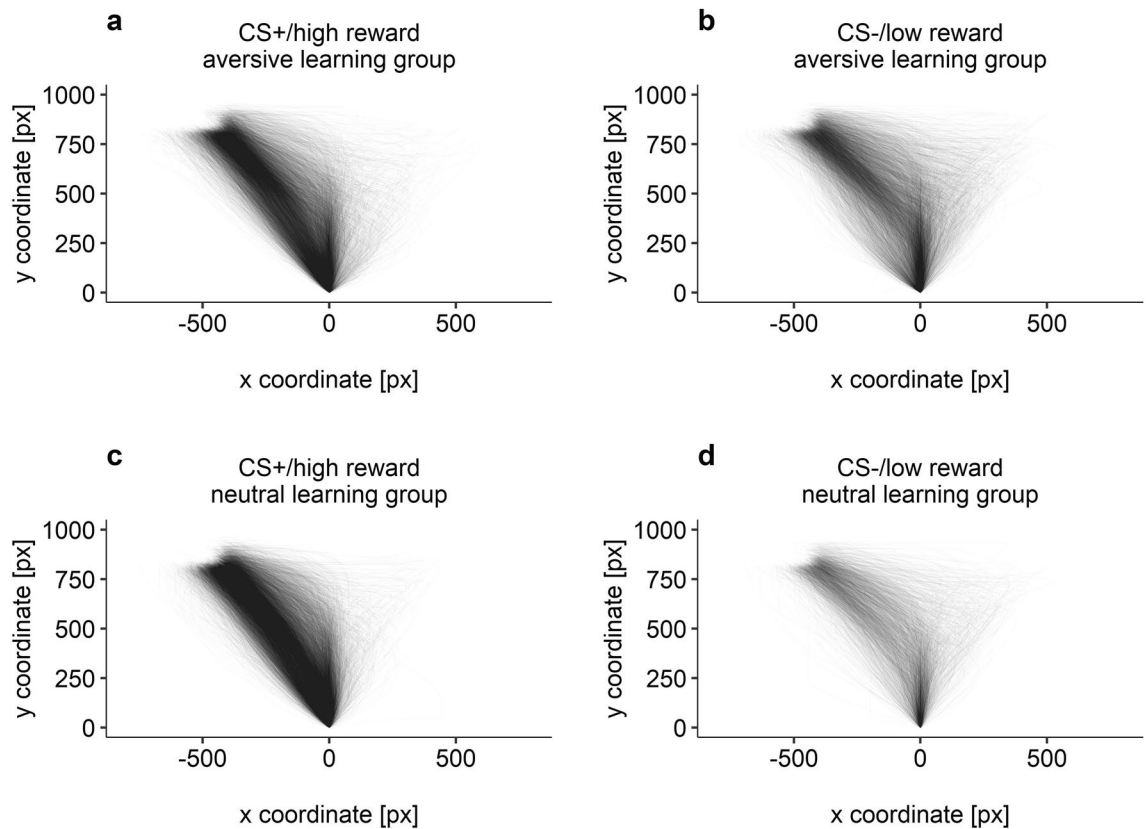 a
CS+/high reward
aversive learning group
1000
750
500
250
0
y coordinate [px]
-500 0 500
x coordinate [px]
b
CS-/low reward
aversive learning group
1000
750
500
250
0
y coordinate [px]
-500 0 500
x coordinate [px]
c
CS+/high reward
neutral learning group
1000
750
500
250
0
y coordinate [px]
-500 0 500
x coordinate [px]
d
CS-/low reward
neutral learning group
1000
750
500
250
0
y coordinate [px]
-500 0 500
x coordinate [px]